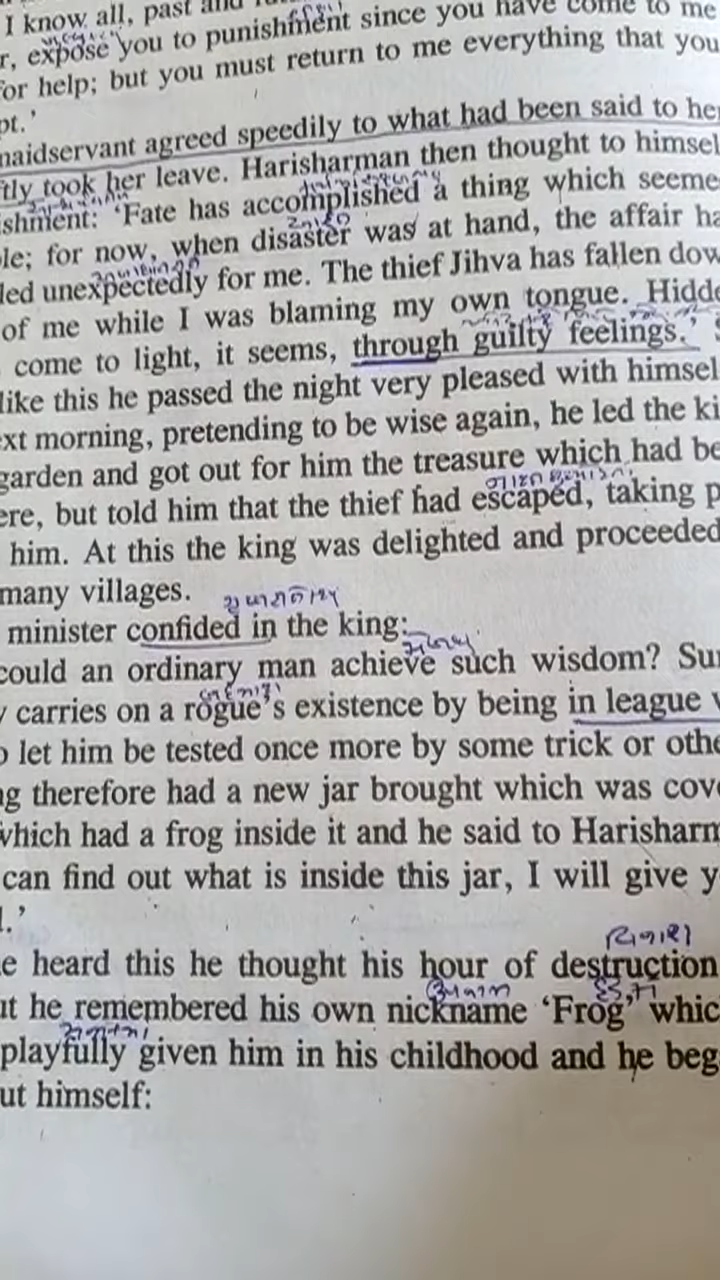 I know all, past and
r, expose you to punishment since you have come to me
for help; but you must return to me everything that you
pt.'
maidservant agreed speedily to what had been said to her
ftly took her leave. Harisharman then thought to himsel
ishment: 'Fate has accomplished a thing which seeme
le; for now, when disaster was at hand, the affair ha
led unexpectedly for me. The thief Jihva has fallen dow
of me while I was blaming my own tongue. Hidde
come to light, it seems, through guilty feelings.'
like this he passed the night very pleased with himsel
ext morning, pretending to be wise again, he led the ki
garden and got out for him the treasure which had be
ere, but told him that the thief had escaped, taking p
him. At this the king was delighted and proceeded
many villages.
minister confided in the king:
could an ordinary man achieve such wisdom? Sur
y carries on a rogue's existence by being in league
o let him be tested once more by some trick or othe
ng therefore had a new jar brought which was cov
which had a frog inside it and he said to Harisharm
can find out what is inside this jar, I will give y
l.'
વિનાશ
e heard this he thought his hour of destruction
ut he remembered his own nickname 'Frog' whic
playfully given him in his childhood and he beg
ut himself: